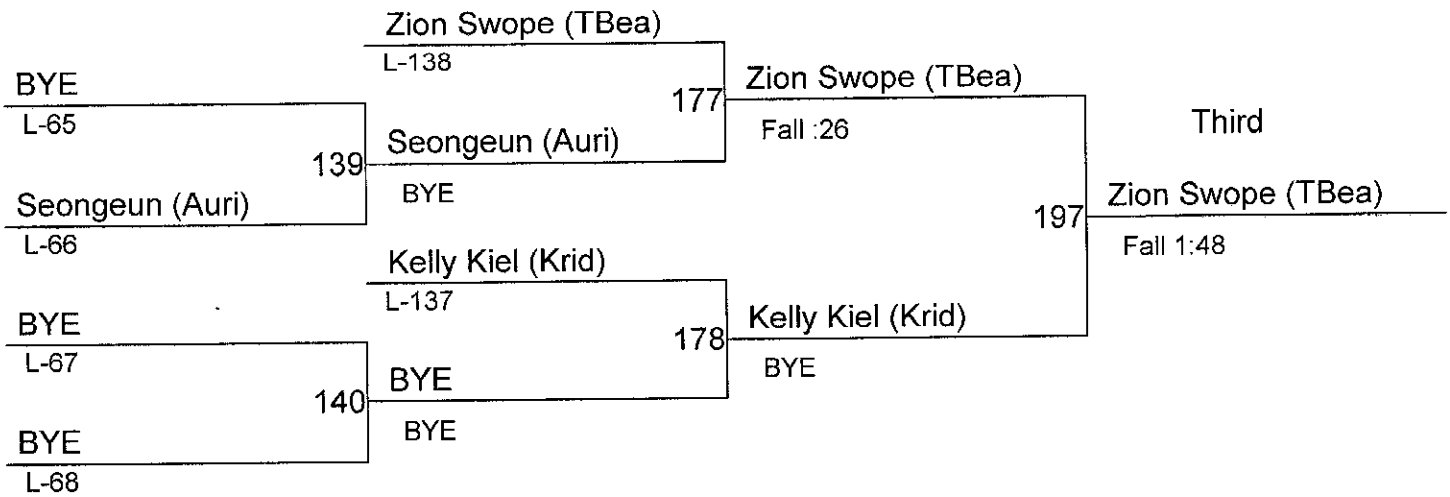 Zion Swope (TBea)
L-138
BYE
L-65
177
Zion Swope (TBea)
Fall :26
Third
139
Seongeun (Auri)
BYE
Seongeun (Auri)
L-66
197
Zion Swope (TBea)
Fall 1:48
Kelly Kiel (Krid)
L-137
BYE
L-67
178
Kelly Kiel (Krid)
BYE
140
BYE
BYE
BYE
L-68